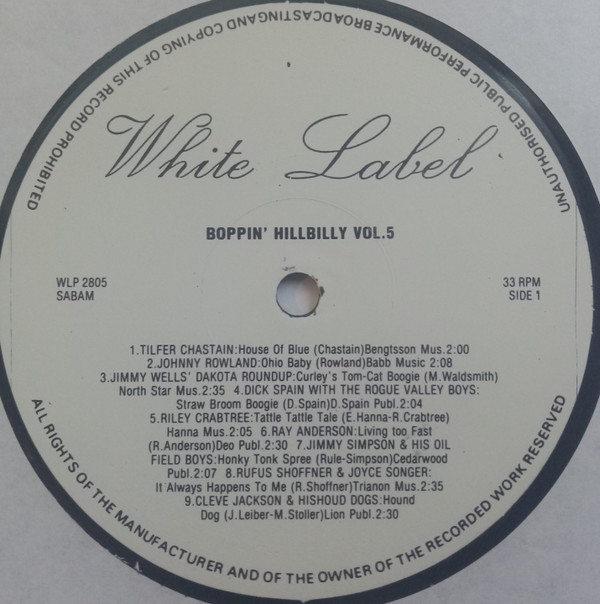 UNAUTHORISED PUBLIC PERFORMANCE BROADCASTING AND COPYING OF THIS RECORD PROHIBITED
White Label
BOPPIN' HILLBILLY VOL.5
WLP 2805
SABAM
33 RPM
SIDE 1
1.TILFER CHASTAIN:House Of Blue (Chastain)Bengtsson Mus.2:00
2.JOHNNY ROWLAND:Ohio Baby (Rowland)Babb Music 2:08
3.JIMMY WELLS' DAKOTA ROUNDUP:Curley's Tom-Cat Boogie (M.Waldsmith)
North Star Mus.2:35 4.DICK SPAIN WITH THE ROGUE VALLEY BOYS:
Straw Broom Boogie (D.Spain)D.Spain Publ.2:04
5.RILEY CRABTREE:Tattle Tattle Tale (E.Hanna-R.Crabtree)
Hanna Mus.2:05 6.RAY ANDERSON:Living too Fast
(R.Anderson)Deo Publ.2:30 7.JIMMY SIMPSON & HIS OIL
FIELD BOYS:Honky Tonk Spree (Rule-Simpson)Cedarwood
Publ.2:07 8.RUFUS SHOFFNER & JOYCE SONGER:
It Always Happens To Me (R.Shoffner)Trianon Mus.2:35
9.CLEVE JACKSON & HISHOUD DOGS:Hound
Dog (J.Leiber-M.Stoller)Lion Publ.2:30
ALL RIGHTS OF THE MANUFACTURER AND OF THE OWNER OF THE RECORDED WORK RESERVED